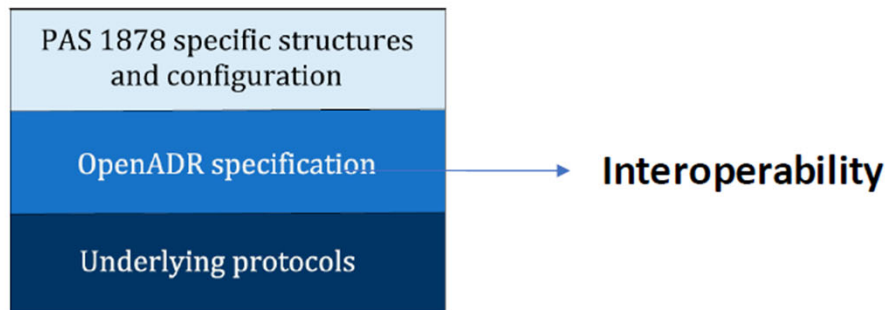 PAS 1878 specific structures
and configuration
OpenADR specification
Interoperability
Underlying protocols